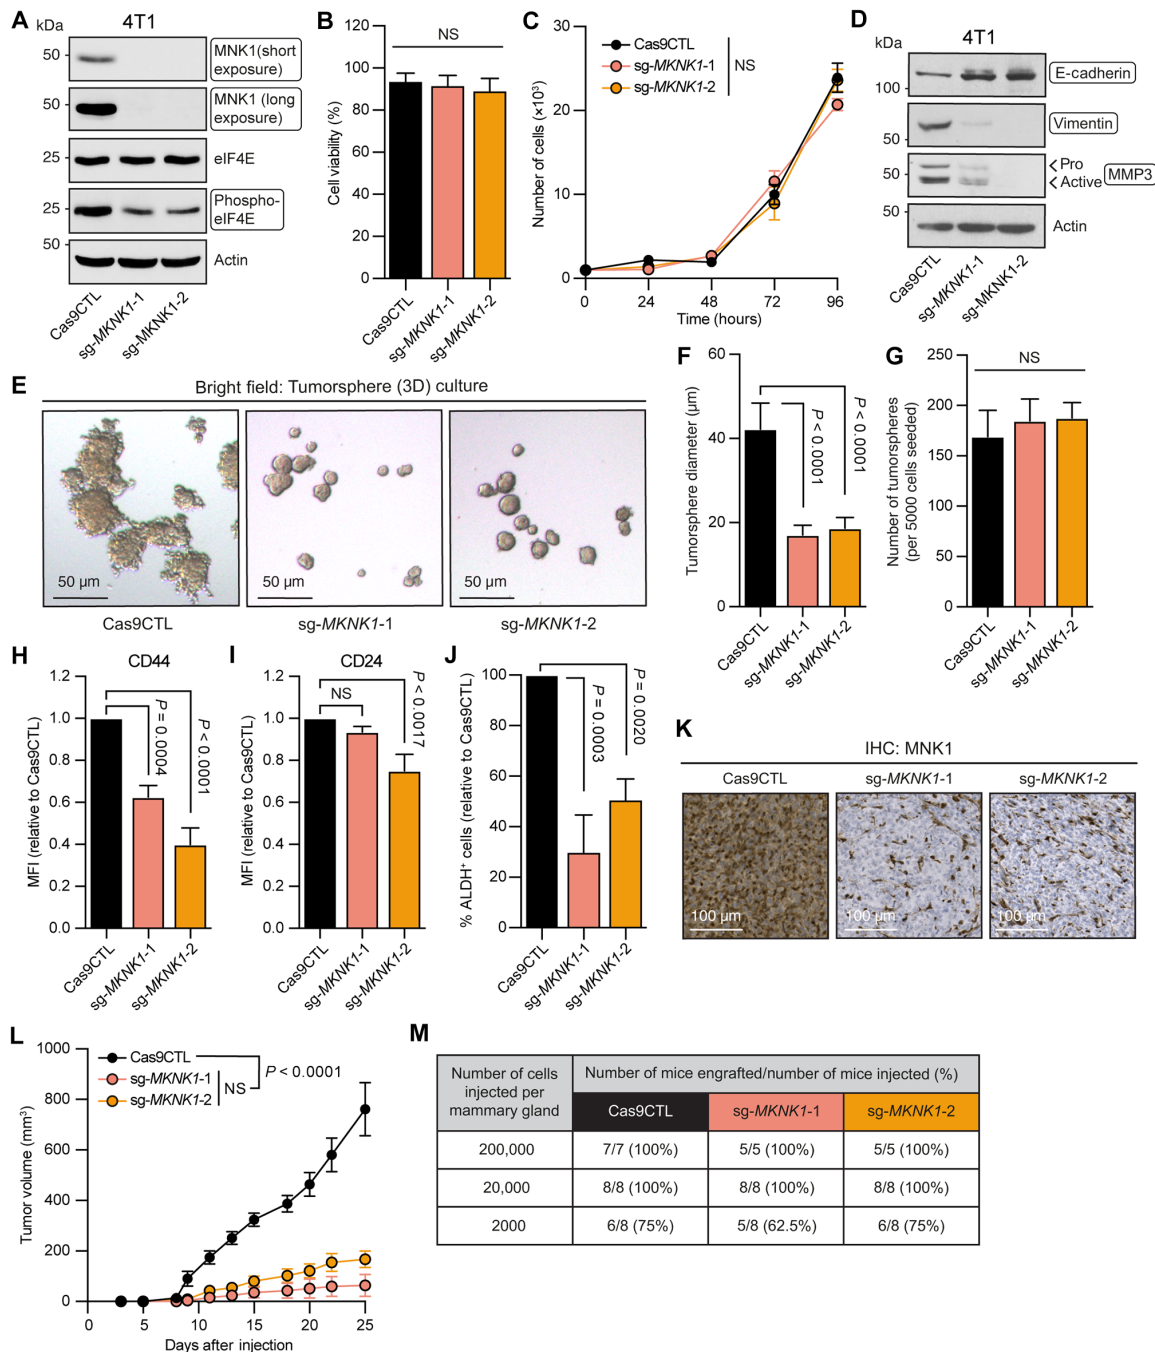 A
kDa
4T1
50
MNK1(short
exposure)
50
MNK1 (long
exposure)
25
eIF4E
25
Phospho-
eIF4E
50
Actin
Cas9CTL
sg-MKNK1-1
sg-MKNK1-2
B
NS
Cell viability (%)
120
100
80
60
40
20
0
Cas9CTL
sg-MKNK1-1
sg-MKNK1-2
C
Number of cells (×10³)
30
20
10
0
Cas9CTL
sg-MKNK1-1
sg-MKNK1-2
NS
0 24 48 72 96
Time (hours)
D
kDa
4T1
100
E-cadherin
50
Vimentin
50
Pro
Active
MMP3
50
Actin
Cas9CTL
sg-MKNK1-1
sg-MKNK1-2
E
Bright field: Tumorsphere (3D) culture
50 µm
50 µm
50 µm
Cas9CTL
sg-MKNK1-1
sg-MKNK1-2
F
Tumorsphere diameter (µm)
60
40
20
0
P < 0.0001
P < 0.0001
Cas9CTL
sg-MKNK1-1
sg-MKNK1-2
G
NS
Number of tumorspheres
(per 5000 cells seeded)
250
200
150
100
50
0
Cas9CTL
sg-MKNK1-1
sg-MKNK1-2
H
CD44
MFI (relative to Cas9CTL)
1.2
1.0
0.8
0.6
0.4
0.2
0.0
P = 0.0004
P < 0.0001
Cas9CTL
sg-MKNK1-1
sg-MKNK1-2
I
CD24
MFI (relative to Cas9CTL)
1.2
1.0
0.8
0.6
0.4
0.2
0.0
NS
P < 0.0017
Cas9CTL
sg-MKNK1-1
sg-MKNK1-2
J
% ALDH⁺ cells (relative to Cas9CTL)
100
80
60
40
20
0
P = 0.0003
P = 0.0020
Cas9CTL
sg-MKNK1-1
sg-MKNK1-2
K
IHC: MNK1
Cas9CTL
sg-MKNK1-1
sg-MKNK1-2
100 µm
100 µm
100 µm
L
Tumor volume (mm³)
1000
800
600
400
200
0
Cas9CTL
sg-MKNK1-1
sg-MKNK1-2
NS
P < 0.0001
0 5 10 15 20 25
Days after injection
M
Number of cells
injected per
mammary gland
Number of mice engrafted/number of mice injected (%)
Cas9CTL sg-MKNK1-1 sg-MKNK1-2
200,000 7/7 (100%) 5/5 (100%) 5/5 (100%)
20,000 8/8 (100%) 8/8 (100%) 8/8 (100%)
2000 6/8 (75%) 5/8 (62.5%) 6/8 (75%)